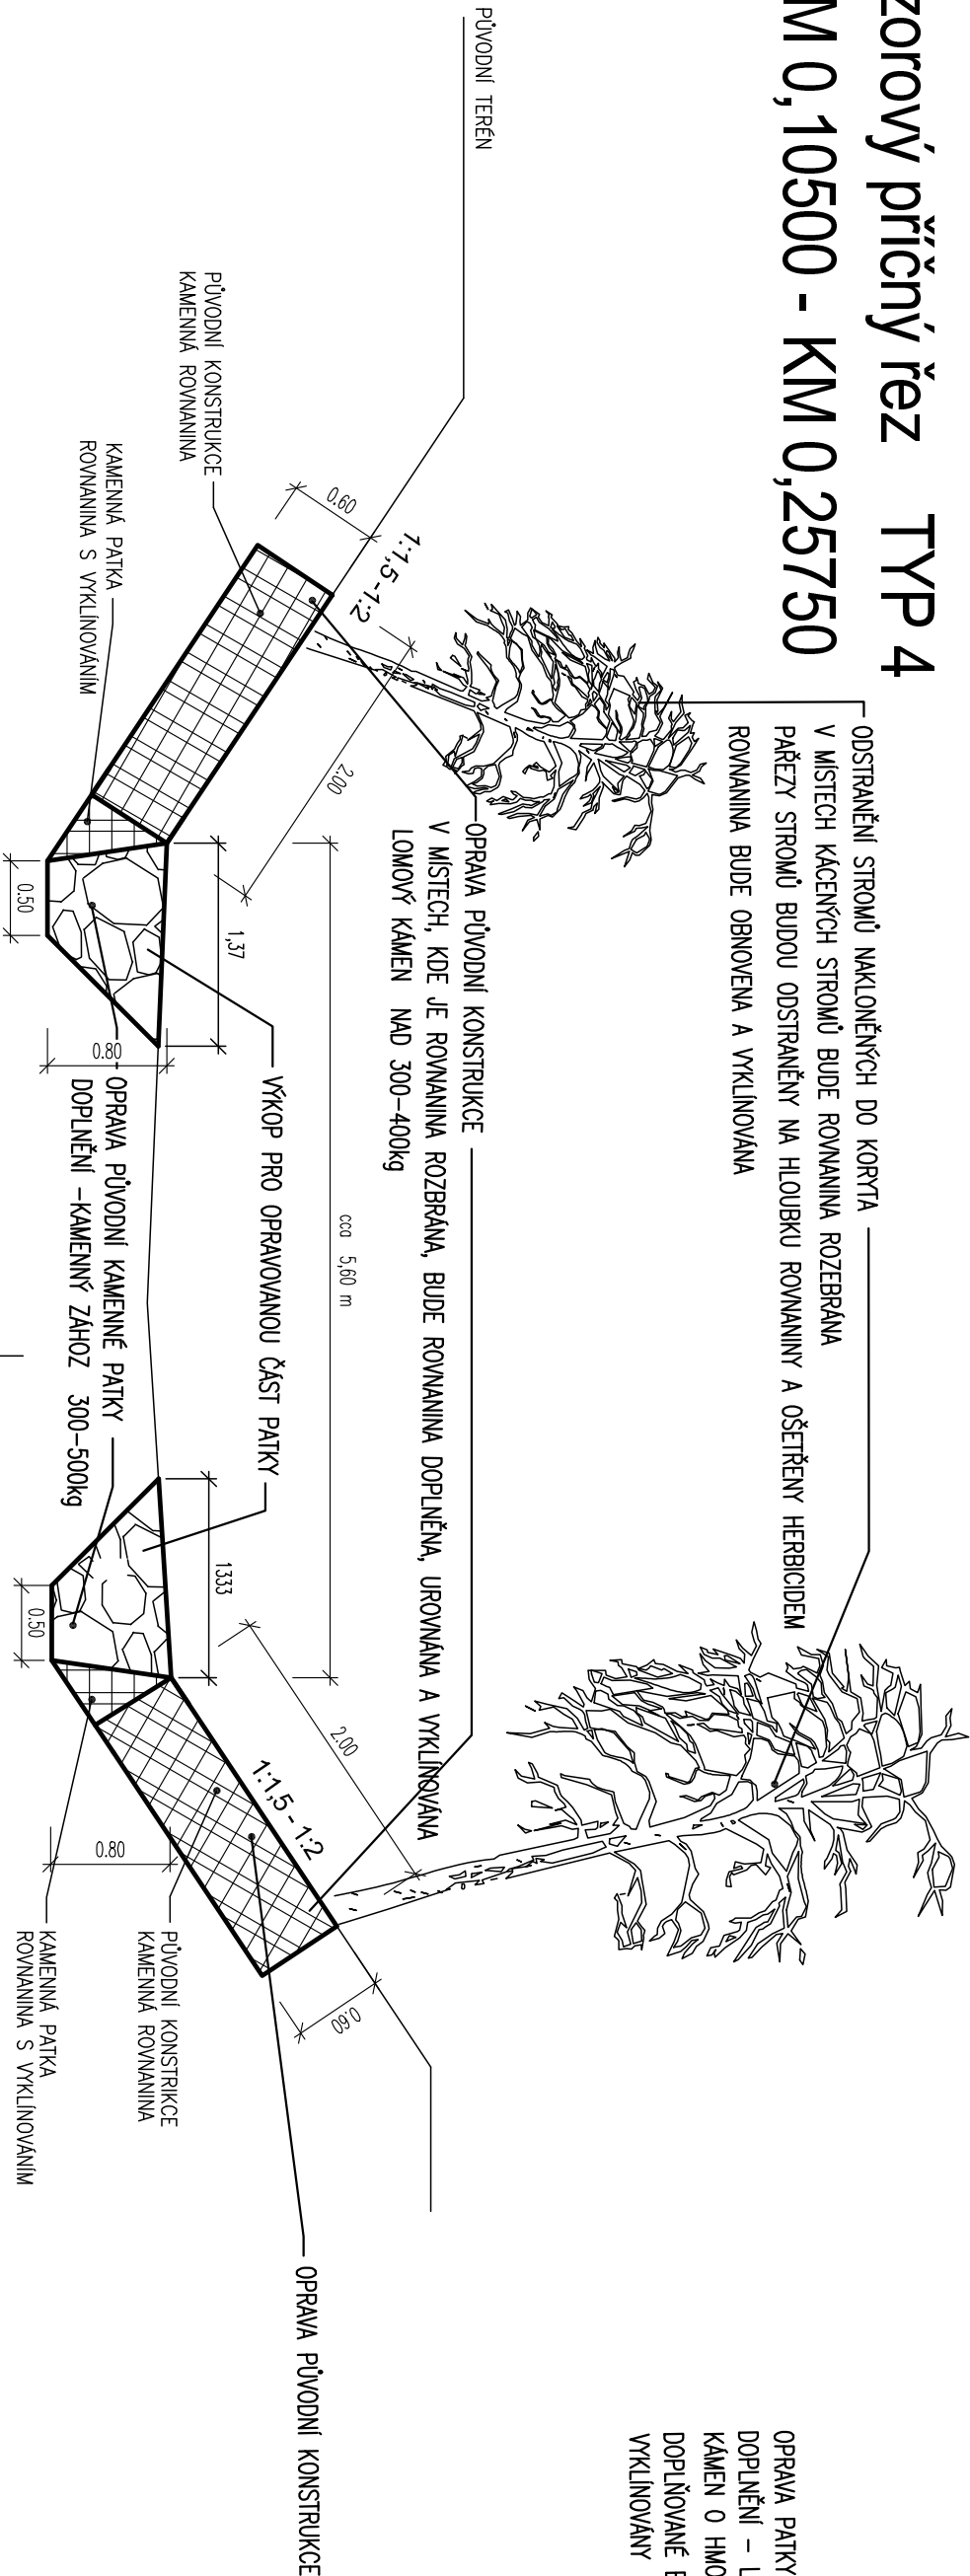 zorový příčný řez TYP 4
M 0,10500 - KM 0,25750
ODSTRANĚNÍ STROMŮ NAKLONĚNÝCH DO KORYTA
V MÍSTECH KÁCENÝCH STROMŮ BUDE ROVNANINA ROZEBRÁNA
PAŘEZY STROMŮ BUDOU ODSTRANĚNY NA HLOUBKU ROVNANINY A OŠETŘENY HERBICIDEM
ROVNANINA BUDE OBNOVENA A VYKLÍNOVÁNA
OPRAVA PATKY
DOPLNĚNÍ - L
KÁMEN O HMO
DOPLŇOVANÉ B
VYKLÍNOVÁNY
PŮVODNÍ TERÉN
OPRAVA PŮVODNÍ KONSTRUKCE
V MÍSTECH, KDE JE ROVNANINA ROZBRÁNA, BUDE ROVNANINA DOPLNĚNA, UROVNÁNA A VYKLÍNOVÁNA
LOMOVÝ KÁMEN NAD 300-400kg
1:1,5 -1:2
0.60
2.00
cca 5,60 m
2.00
1:1,5 - 1:2
0.60
PŮVODNÍ KONSTRUKCE
KAMENNÁ ROVNANINA
1,37
1333
VÝKOP PRO OPRAVOVANOU ČÁST PATKY
OPRAVA PŮVODNÍ KONSTRUKCE
KAMENNÁ PATKA
ROVNANINA S VYKLÍNOVÁNÍM
0.80
OPRAVA PŮVODNÍ KAMENNÉ PATKY
DOPLNĚNÍ -KAMENNÝ ZÁHOZ 300-500kg
0.80
PŮVODNÍ KONSTRIKCE
KAMENNÁ ROVNANINA
0.50
0.50
KAMENNÁ PATKA
ROVNANINA S VYKLÍNOVÁNÍM